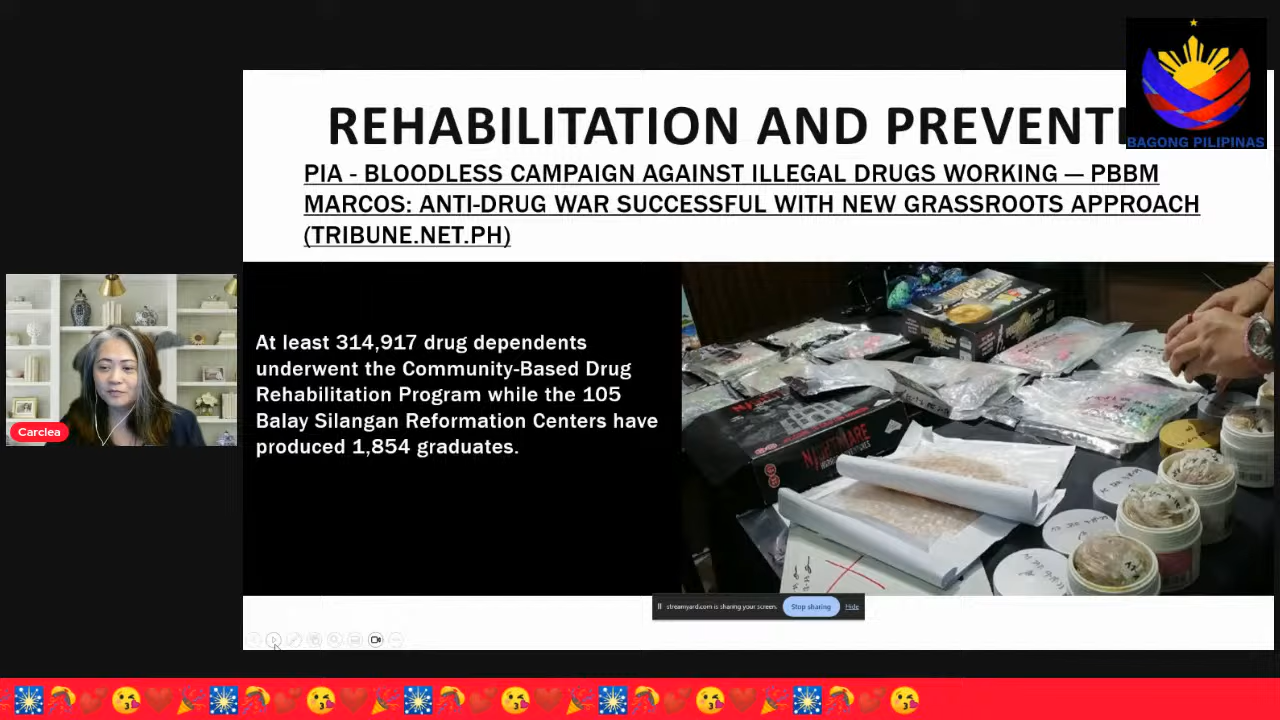 REHABILITATION AND PREVENTI
BAGONG PILIPINAS
PIA - BLOODLESS CAMPAIGN AGAINST ILLEGAL DRUGS WORKING — PBBM
MARCOS: ANTI-DRUG WAR SUCCESSFUL WITH NEW GRASSROOTS APPROACH
(TRIBUNE.NET.PH)
At least 314,917 drug dependents
underwent the Community-Based Drug
Rehabilitation Program while the 105
Balay Silangan Reformation Centers have
produced 1,854 graduates.
NIGHTMARE
Carclea
streamyard.com is sharing your screen.
Stop sharing
Hide